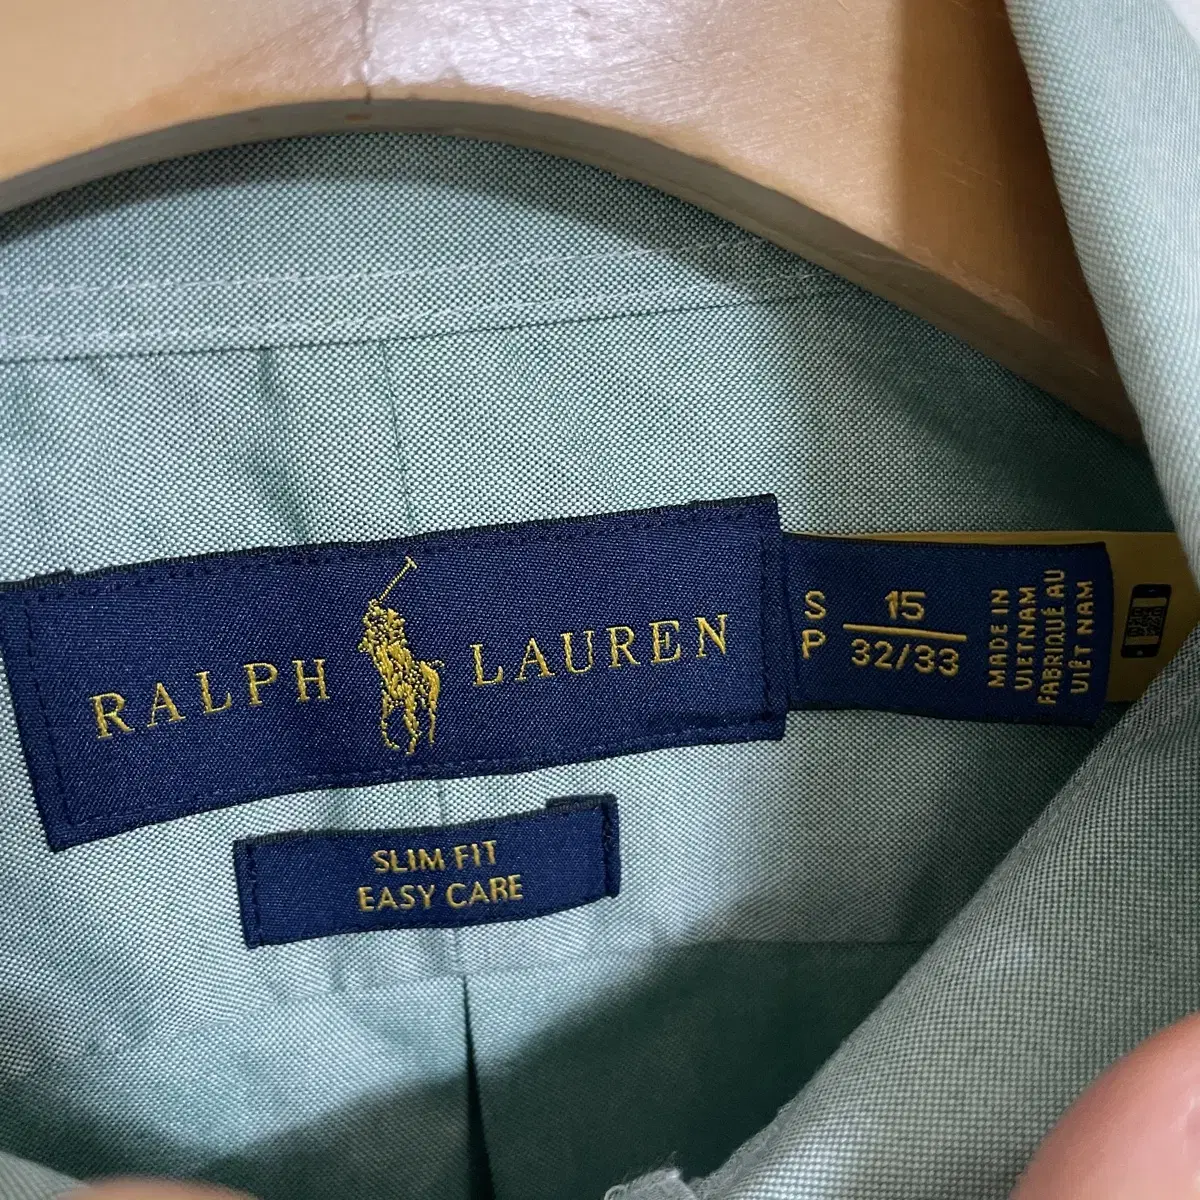 RALPH LAUREN
S
P
15
32/33
MADE IN
VIETNAM
FABRIQUÉ AU
VIÊT NAM
SLIM FIT
EASY CARE